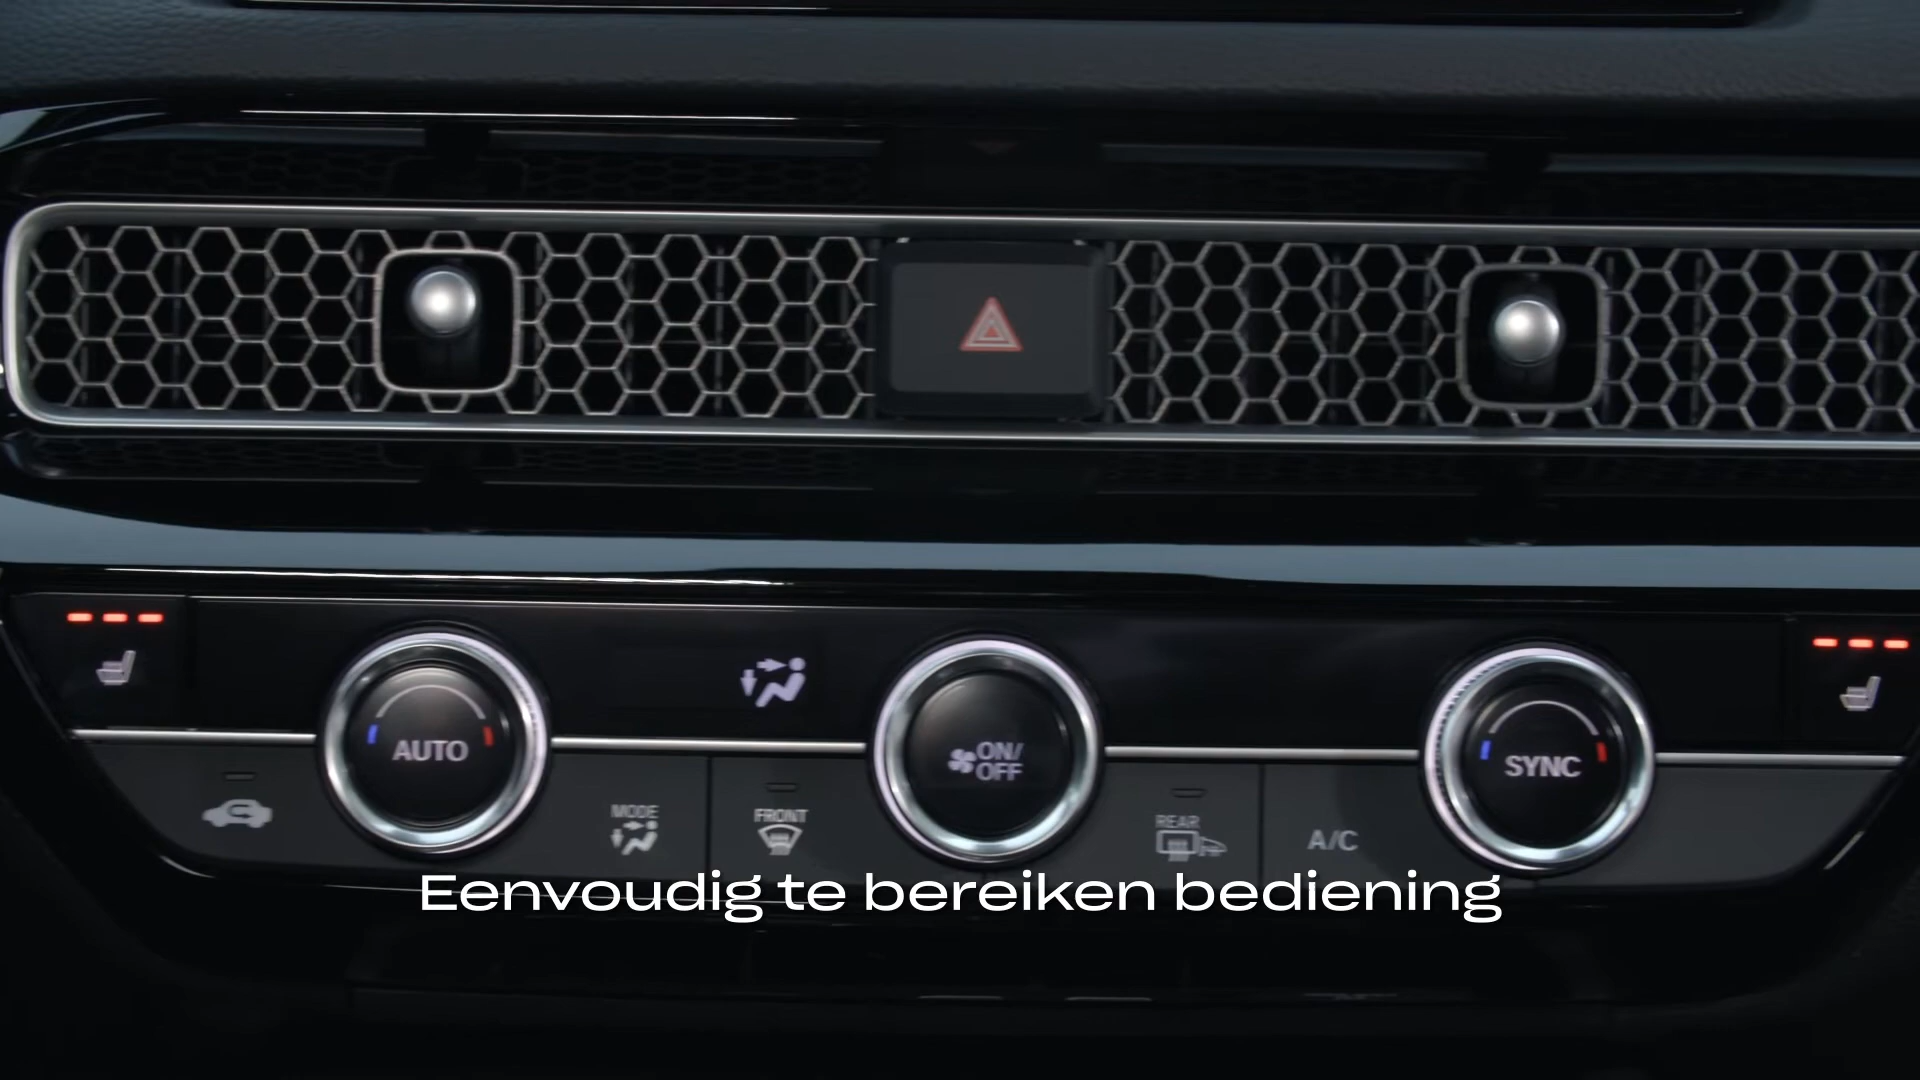 AUTO
ON/
OFF
SYNC
MODE
FRONT
REAR
A/C
Eenvoudig te bereiken bediening